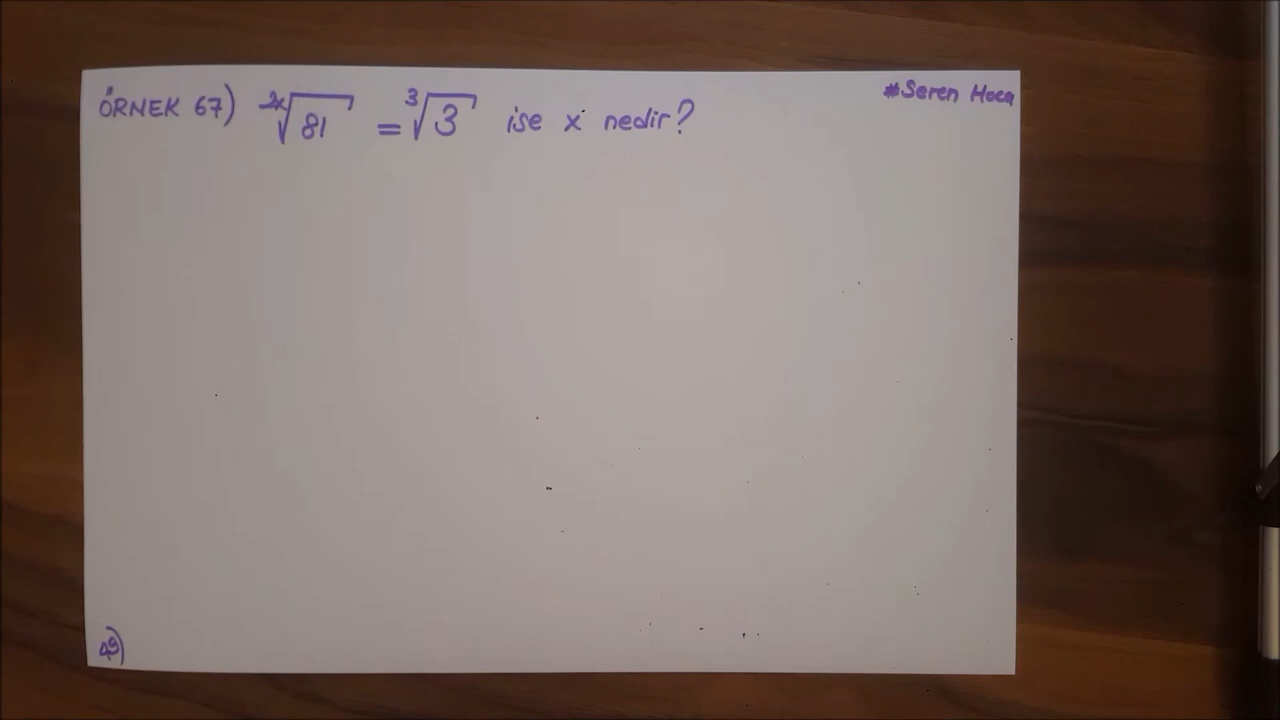 ÖRNEK 67) ²ˣ√81 = ³√3 ise x nedir?
#Seren Hoca
49)